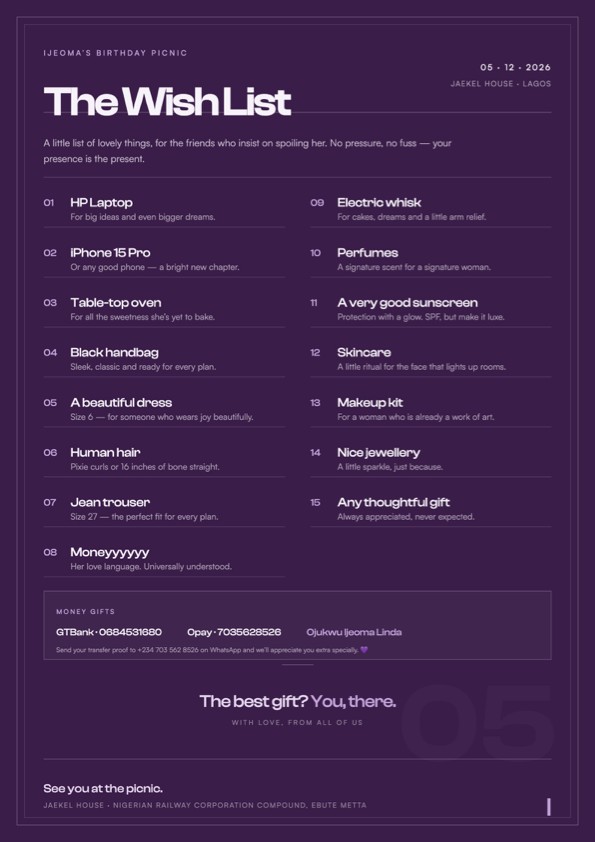 IJEOMA'S BIRTHDAY PICNIC
05 · 12 · 2026
JAEKEL HOUSE · LAGOS
The Wish List
A little list of lovely things, for the friends who insist on spoiling her. No pressure, no fuss — your
presence is the present.
01 HP Laptop
For big ideas and even bigger dreams.
02 iPhone 15 Pro
Or any good phone — a bright new chapter.
03 Table-top oven
For all the sweetness she's yet to bake.
04 Black handbag
Sleek, classic and ready for every plan.
05 A beautiful dress
Size 6 — for someone who wears joy beautifully.
06 Human hair
Pixie curls or 16 inches of bone straight.
07 Jean trouser
Size 27 — the perfect fit for every plan.
08 Moneyyyyyy
Her love language. Universally understood.
09 Electric whisk
For cakes, dreams and a little arm relief.
10 Perfumes
A signature scent for a signature woman.
11 A very good sunscreen
Protection with a glow. SPF, but make it luxe.
12 Skincare
A little ritual for the face that lights up rooms.
13 Makeup kit
For a woman who is already a work of art.
14 Nice jewellery
A little sparkle, just because.
15 Any thoughtful gift
Always appreciated, never expected.
MONEY GIFTS
GTBank · 0684531680 Opay · 7035628526 Ojukwu Ijeoma Linda
Send your transfer proof to +234 703 562 8526 on WhatsApp and we'll appreciate you extra specially. 💜
The best gift? You, there.
WITH LOVE, FROM ALL OF US
05
See you at the picnic.
JAEKEL HOUSE · NIGERIAN RAILWAY CORPORATION COMPOUND. EBUTE METTA